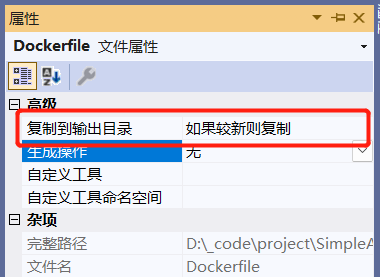 属性
Dockerfile 文件属性
高级
复制到输出目录 如果较新则复制
生成操作 无
自定义工具
自定义工具命名空间
杂项
完整路径 D:\_code\project\SimpleA
文件名 Dockerfile